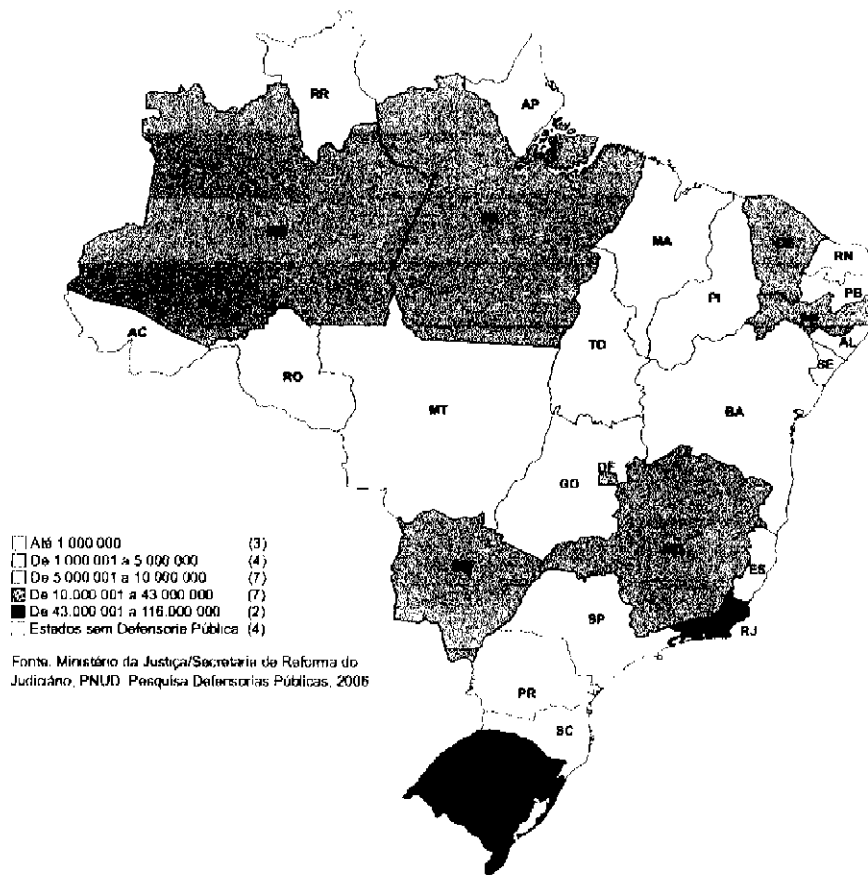 RR
AP
MA
RN
PB
PI
AL
SE
AC
TO
RO
MT
BA
GO
DF
ES
SP
RJ
PR
SC
Até 1 000 000 (3)
De 1 000 001 a 5 000 000 (4)
De 5 000 001 a 10 000 000 (7)
De 10.000 001 a 43 000 000 (7)
De 43.000 001 a 116.000 000 (2)
Estados sem Defensoria Pública (4)
Fonte. Ministério da Justiça/Secretaria de Reforma do
Judiciário, PNUD. Pesquisa Defensorias Públicas, 2006